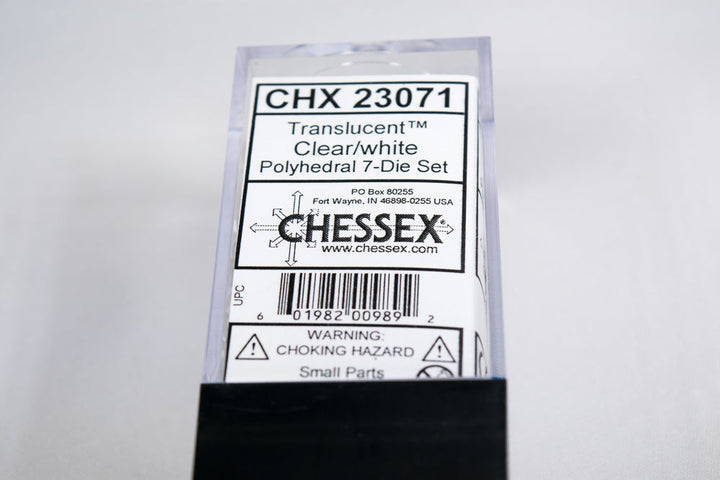 CHX 23071
Translucent™
Clear/white
Polyhedral 7-Die Set
PO Box 80255
Fort Wayne, IN 46898-0255 USA
CHESSEX®
www.chessex.com
UPC
6 01982 00989 2
WARNING:
CHOKING HAZARD
Small Parts